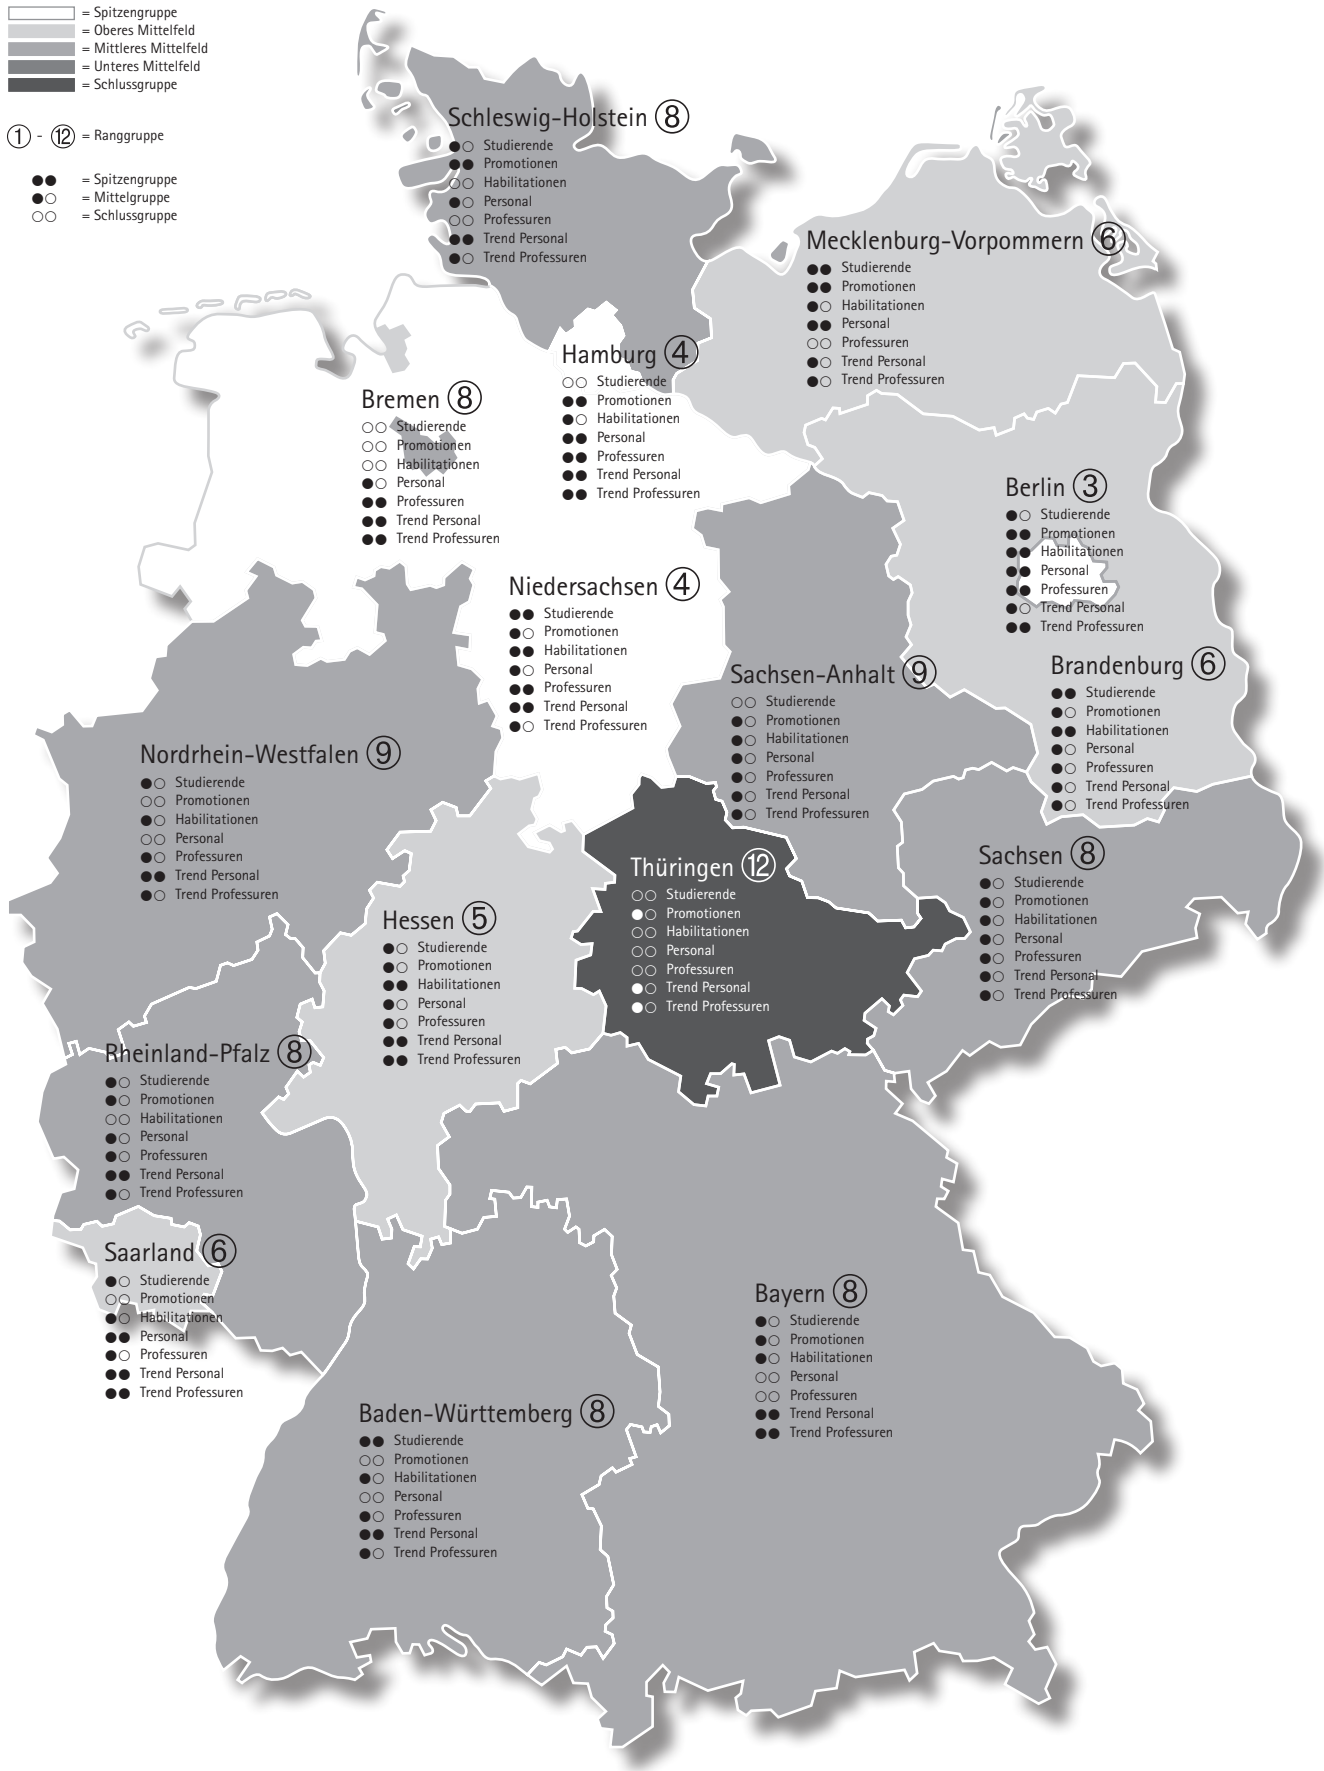 = Spitzengruppe
= Oberes Mittelfeld
= Mittleres Mittelfeld
= Unteres Mittelfeld
= Schlussgruppe
① - ⑫ = Ranggruppe
●● = Spitzengruppe
●○ = Mittelgruppe
○○ = Schlussgruppe
Schleswig-Holstein ⑧
●○ Studierende
●● Promotionen
○○ Habilitationen
●○ Personal
○○ Professuren
●● Trend Personal
●○ Trend Professuren
Mecklenburg-Vorpommern ⑥
●● Studierende
●● Promotionen
●○ Habilitationen
●● Personal
○○ Professuren
●○ Trend Personal
●○ Trend Professuren
Hamburg ④
○○ Studierende
●● Promotionen
●○ Habilitationen
●● Personal
●● Professuren
●● Trend Personal
●● Trend Professuren
Bremen ⑧
○○ Studierende
○○ Promotionen
○○ Habilitationen
●○ Personal
●● Professuren
●● Trend Personal
●● Trend Professuren
Berlin ③
●○ Studierende
●● Promotionen
●● Habilitationen
●● Personal
●● Professuren
●○ Trend Personal
●● Trend Professuren
Niedersachsen ④
●● Studierende
●○ Promotionen
●● Habilitationen
●○ Personal
●● Professuren
●● Trend Personal
●○ Trend Professuren
Brandenburg ⑥
●● Studierende
●○ Promotionen
●● Habilitationen
●○ Personal
●○ Professuren
●○ Trend Personal
●○ Trend Professuren
Sachsen-Anhalt ⑨
○○ Studierende
●○ Promotionen
●○ Habilitationen
●○ Personal
●○ Professuren
●○ Trend Personal
●○ Trend Professuren
Nordrhein-Westfalen ⑨
●○ Studierende
○○ Promotionen
●○ Habilitationen
○○ Personal
●○ Professuren
●● Trend Personal
●○ Trend Professuren
Sachsen ⑧
●○ Studierende
●○ Promotionen
●○ Habilitationen
●○ Personal
●○ Professuren
●○ Trend Personal
●○ Trend Professuren
Thüringen ⑫
○○ Studierende
●○ Promotionen
○○ Habilitationen
○○ Personal
○○ Professuren
●○ Trend Personal
●○ Trend Professuren
Hessen ⑤
●○ Studierende
●○ Promotionen
●● Habilitationen
●○ Personal
●○ Professuren
●● Trend Personal
●● Trend Professuren
Rheinland-Pfalz ⑧
●○ Studierende
●○ Promotionen
○○ Habilitationen
●○ Personal
●○ Professuren
●● Trend Personal
●○ Trend Professuren
Saarland ⑥
●○ Studierende
○○ Promotionen
●○ Habilitationen
●● Personal
●○ Professuren
●● Trend Personal
●● Trend Professuren
Bayern ⑧
●○ Studierende
●○ Promotionen
●○ Habilitationen
○○ Personal
○○ Professuren
●● Trend Personal
●● Trend Professuren
Baden-Württemberg ⑧
●● Studierende
○○ Promotionen
●○ Habilitationen
○○ Personal
●○ Professuren
●● Trend Personal
●○ Trend Professuren